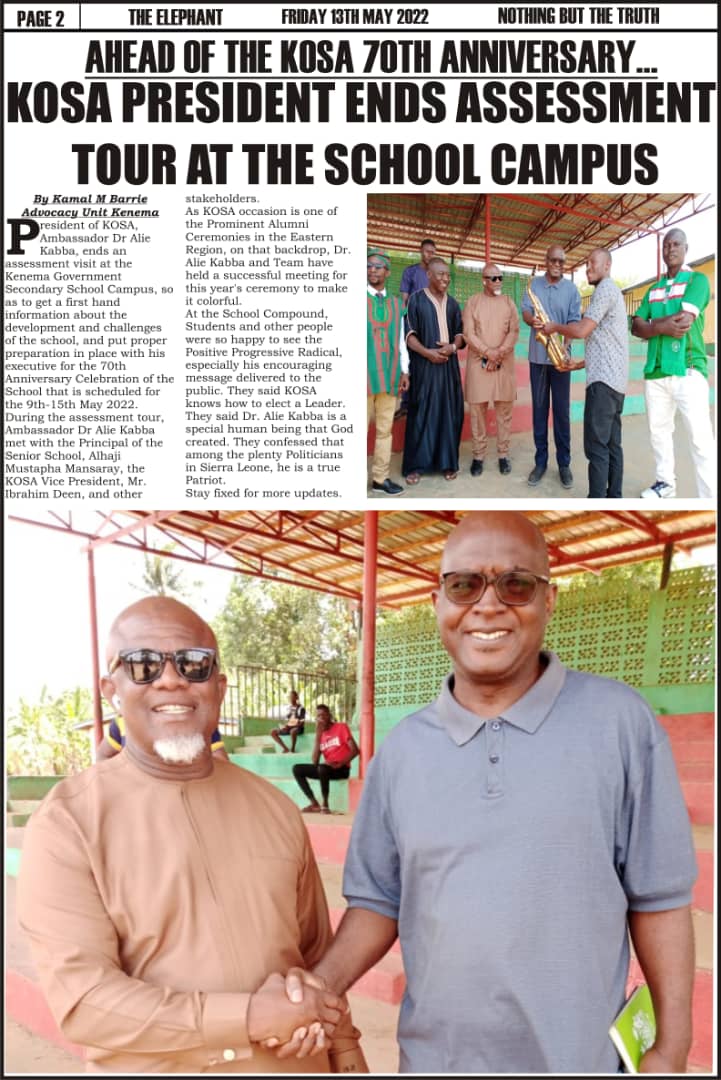 PAGE 2
THE ELEPHANT
FRIDAY 13TH MAY 2022
NOTHING BUT THE TRUTH
AHEAD OF THE KOSA 70TH ANNIVERSARY...
KOSA PRESIDENT ENDS ASSESSMENT
TOUR AT THE SCHOOL CAMPUS
By Kamal M Barrie
Advocacy Unit Kenema
President of KOSA,
Ambassador Dr Alie
Kabba, ends an
assessment visit at the
Kenema Government
Secondary School Campus, so
as to get a first hand
information about the
development and challenges
of the school, and put proper
preparation in place with his
executive for the 70th
Anniversary Celebration of the
School that is scheduled for
the 9th-15th May 2022.
During the assessment tour,
Ambassador Dr Alie Kabba
met with the Principal of the
Senior School, Alhaji
Mustapha Mansaray, the
KOSA Vice President, Mr.
Ibrahim Deen, and other
stakeholders.
As KOSA occasion is one of
the Prominent Alumni
Ceremonies in the Eastern
Region, on that backdrop, Dr.
Alie Kabba and Team have
held a successful meeting for
this year's ceremony to make
it colorful.
At the School Compound,
Students and other people
were so happy to see the
Positive Progressive Radical,
especially his encouraging
message delivered to the
public. They said KOSA
knows how to elect a Leader.
They said Dr. Alie Kabba is a
special human being that God
created. They confessed that
among the plenty Politicians
in Sierra Leone, he is a true
Patriot.
Stay fixed for more updates.